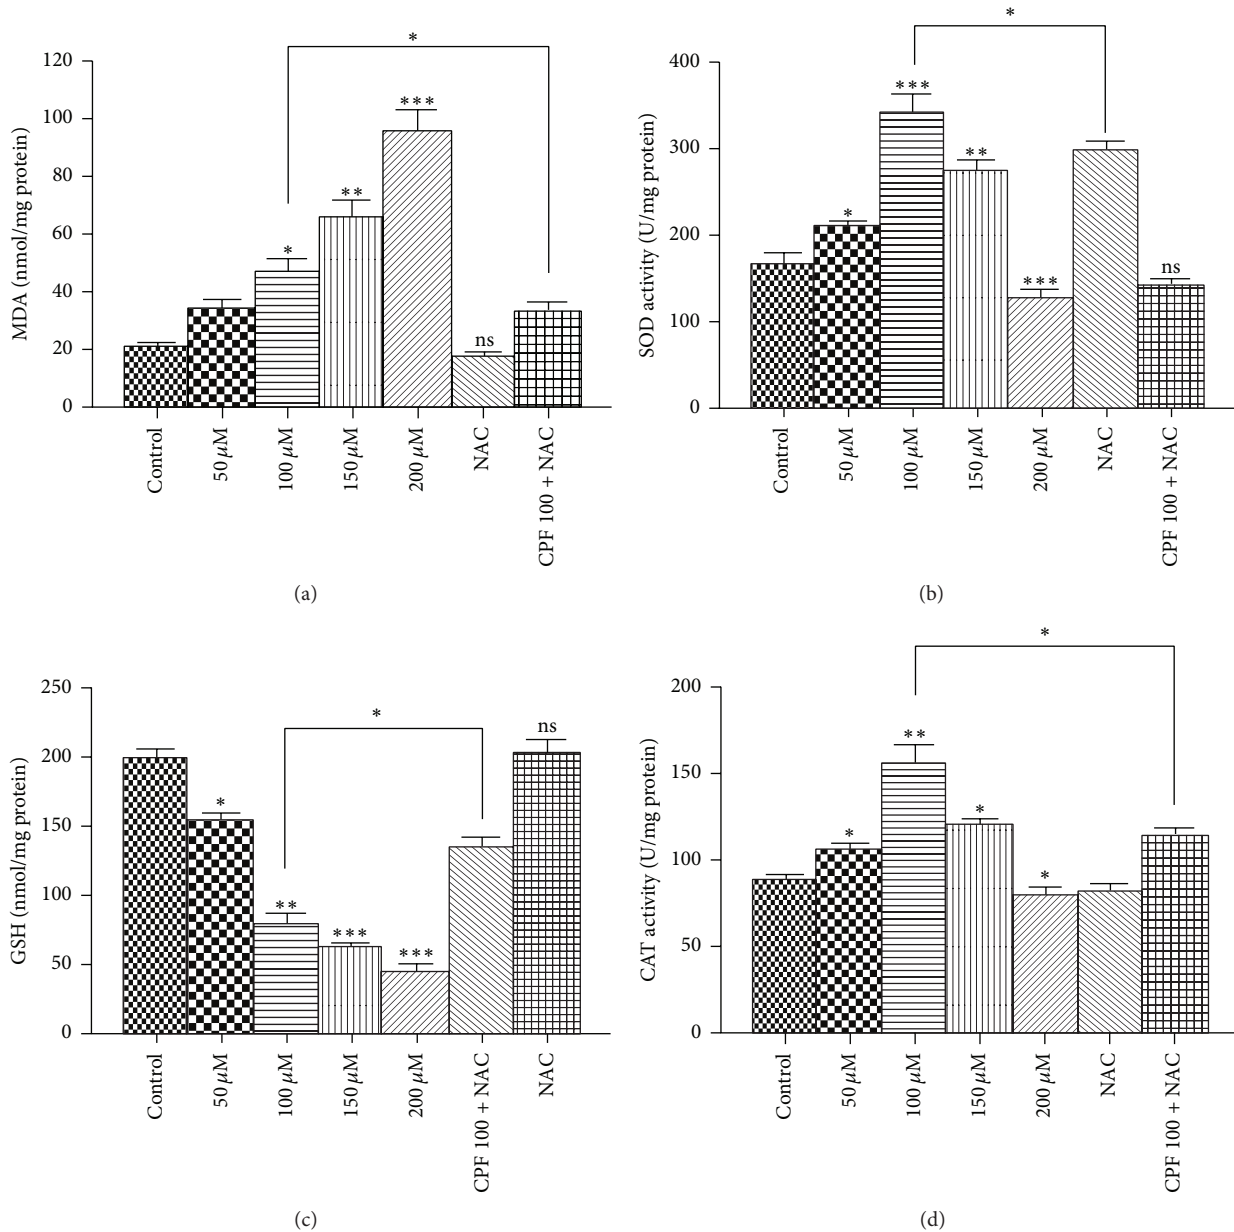 *
120
100
80
60
40
20
0
MDA (nmol/mg protein)
*
**
***
ns
Control
50 μM
100 μM
150 μM
200 μM
NAC
CPF 100 + NAC
(a)
*
400
300
200
100
0
SOD activity (U/mg protein)
*
***
**
***
ns
Control
50 μM
100 μM
150 μM
200 μM
NAC
CPF 100 + NAC
(b)
*
250
200
150
100
50
0
GSH (nmol/mg protein)
*
**
***
***
ns
Control
50 μM
100 μM
150 μM
200 μM
CPF 100 + NAC
NAC
(c)
*
200
150
100
50
0
CAT activity (U/mg protein)
*
**
*
*
Control
50 μM
100 μM
150 μM
200 μM
NAC
CPF 100 + NAC
(d)